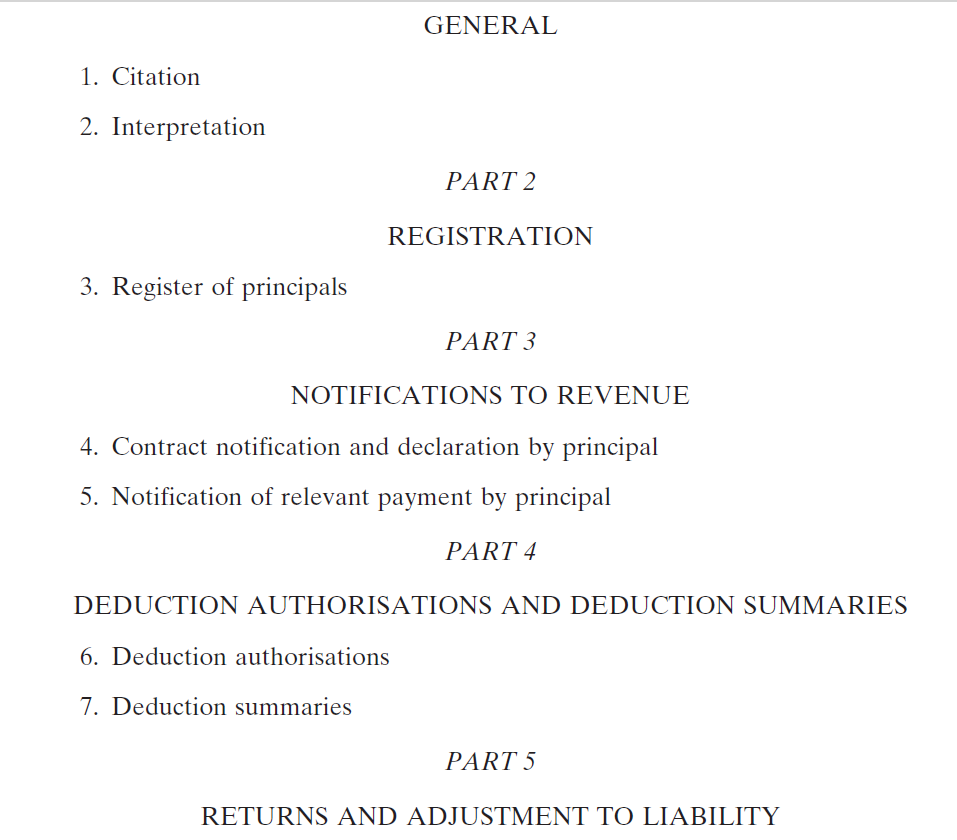 GENERAL
1. Citation
2. Interpretation
PART 2
REGISTRATION
3. Register of principals
PART 3
NOTIFICATIONS TO REVENUE
4. Contract notification and declaration by principal
5. Notification of relevant payment by principal
PART 4
DEDUCTION AUTHORISATIONS AND DEDUCTION SUMMARIES
6. Deduction authorisations
7. Deduction summaries
PART 5
RETURNS AND ADJUSTMENT TO LIABILITY